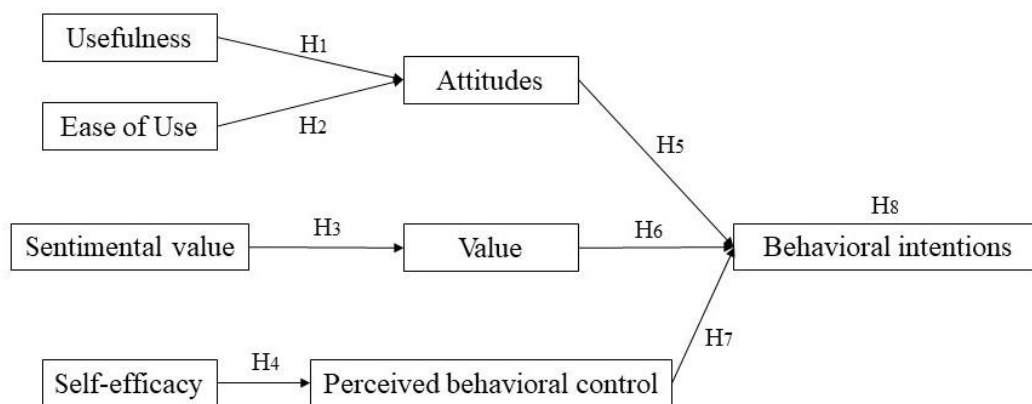 Usefulness
H1
Attitudes
Ease of Use
H2
H5
H8
Sentimental value
H3
Value
H6
Behavioral intentions
H7
Self-efficacy
H4
Perceived behavioral control